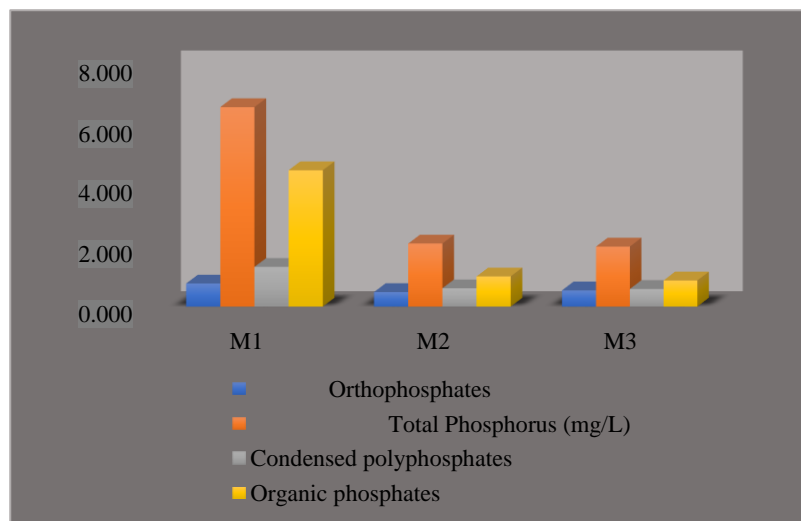 8.000
6.000
4.000
2.000
0.000
M1 M2 M3
Orthophosphates
Total Phosphorus (mg/L)
Condensed polyphosphates
Organic phosphates